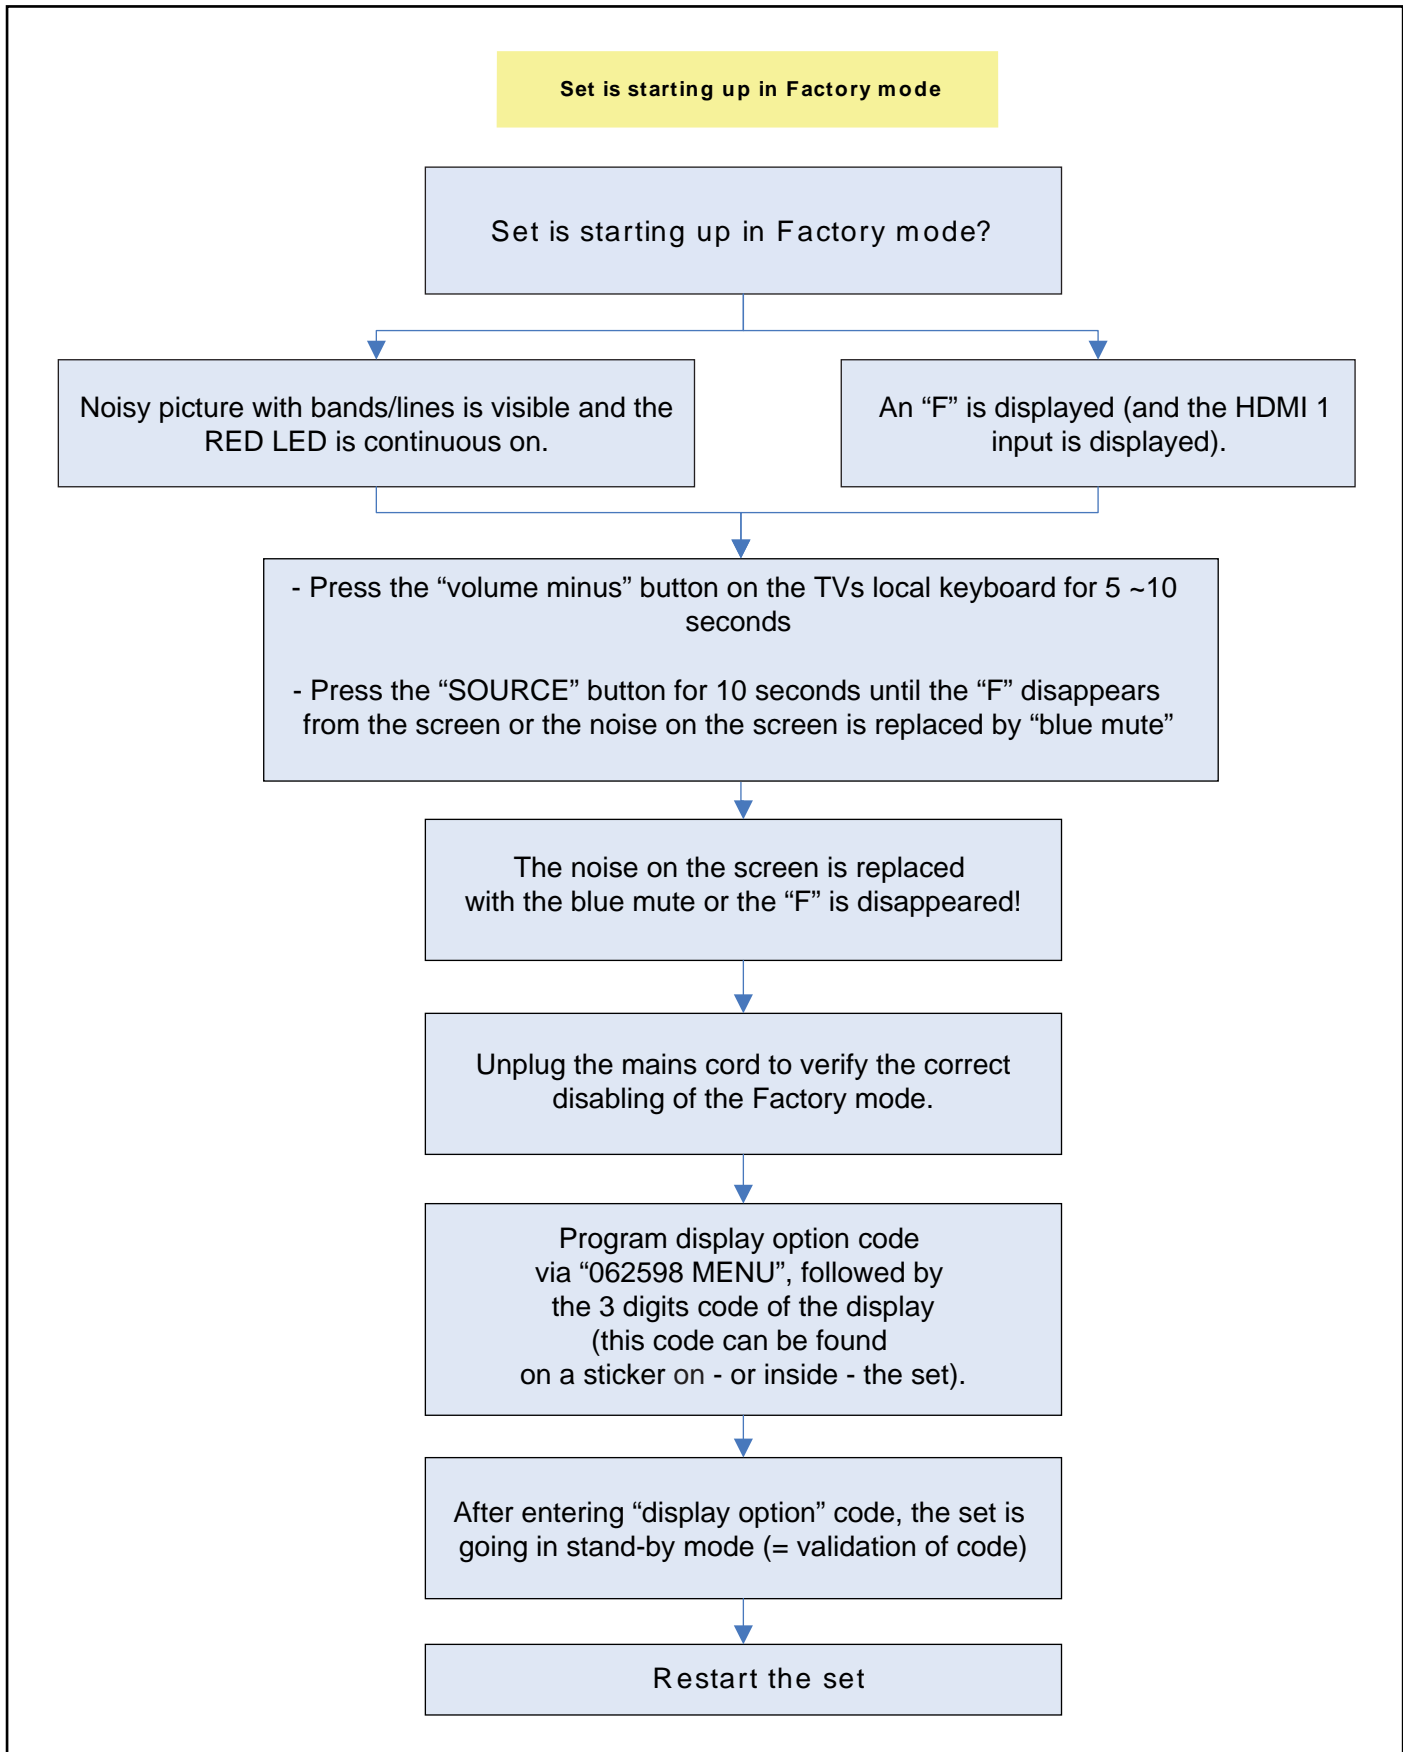 Set is starting up in Factory mode
Set is starting up in Factory mode?
Noisy picture with bands/lines is visible and the
RED LED is continuous on.
An “F” is displayed (and the HDMI 1
input is displayed).
- Press the “volume minus” button on the TVs local keyboard for 5 ~10
seconds
- Press the “SOURCE” button for 10 seconds until the “F” disappears
from the screen or the noise on the screen is replaced by “blue mute”
The noise on the screen is replaced
with the blue mute or the “F” is disappeared!
Unplug the mains cord to verify the correct
disabling of the Factory mode.
Program display option code
via “062598 MENU”, followed by
the 3 digits code of the display
(this code can be found
on a sticker on - or inside - the set).
After entering “display option” code, the set is
going in stand-by mode (= validation of code)
Restart the set